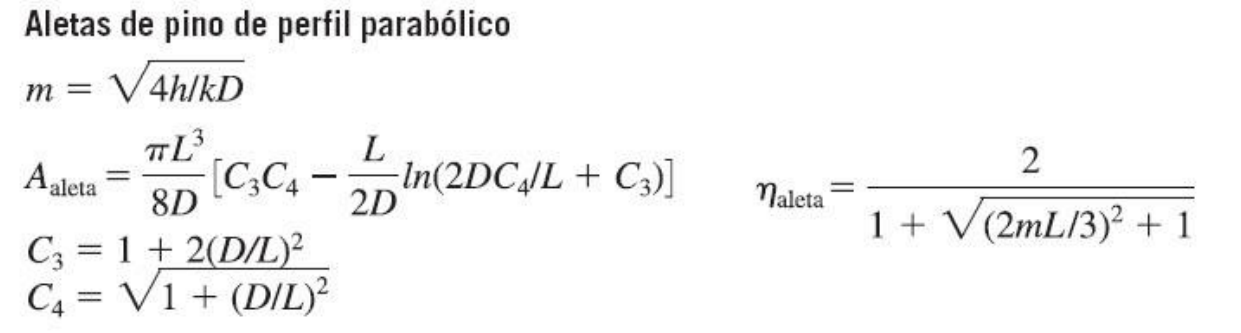 Aletas de pino de perfil parabólico
m = √4h/kD
A_aleta = πL³/8D [C₃C₄ − L/2D ln(2DC₄/L + C₃)]
η_aleta = 2/1 + √(2mL/3)² + 1
C₃ = 1 + 2(D/L)²
C₄ = √1 + (D/L)²